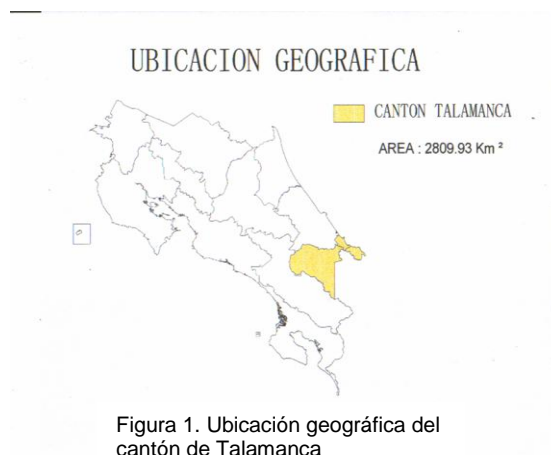 UBICACION GEOGRAFICA
CANTON TALAMANCA
AREA : 2809.93 Km ²
Figura 1. Ubicación geográfica del
cantón de Talamanca